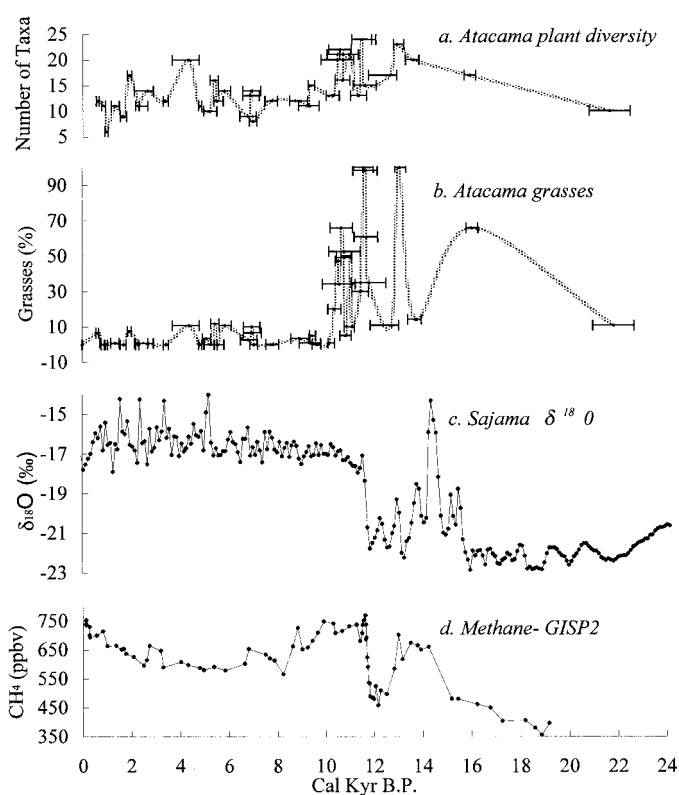 a. Atacama plant diversity
Number of Taxa
25
20
15
10
5
b. Atacama grasses
Grasses (%)
90
70
50
30
10
-10
c. Sajama δ 18 0
δ18O (‰)
-15
-17
-19
-21
-23
d. Methane- GISP2
CH4 (ppbv)
750
650
550
450
350
0 2 4 6 8 10 12 14 16 18 20 22 24
Cal Kyr B.P.